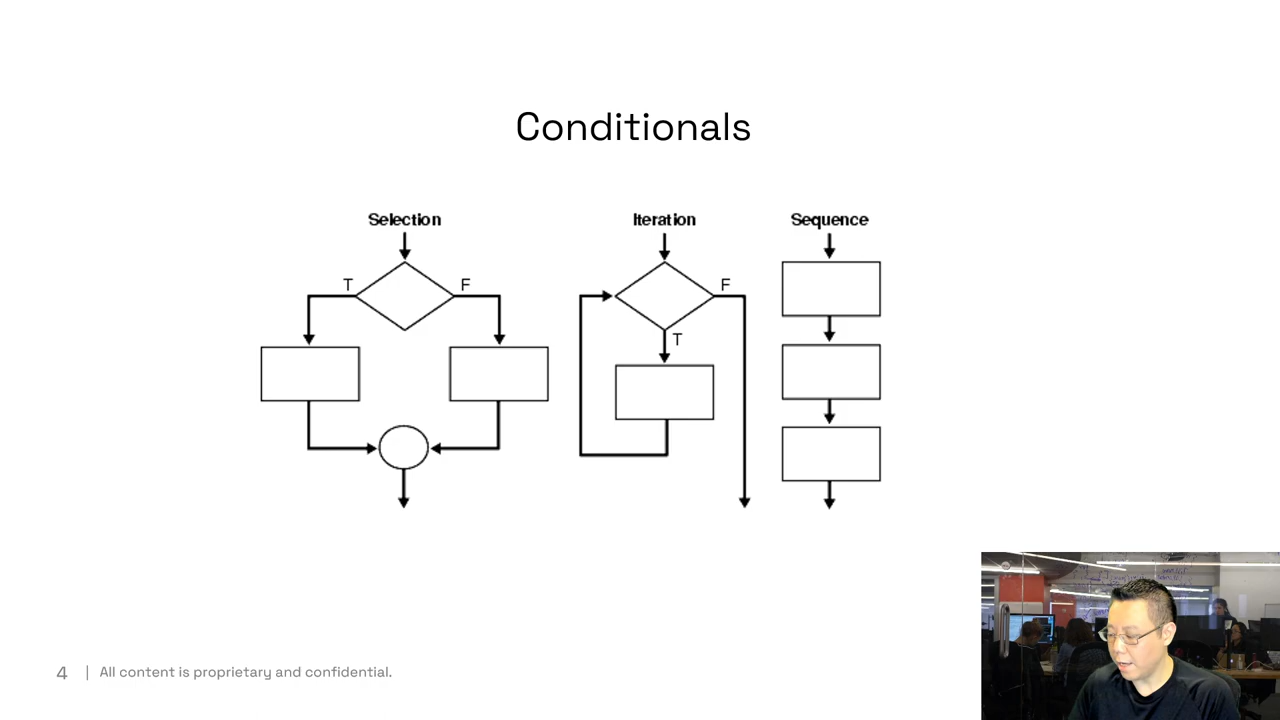 Conditionals
Selection
Iteration
Sequence
T
F
F
T
4 | All content is proprietary and confidential.